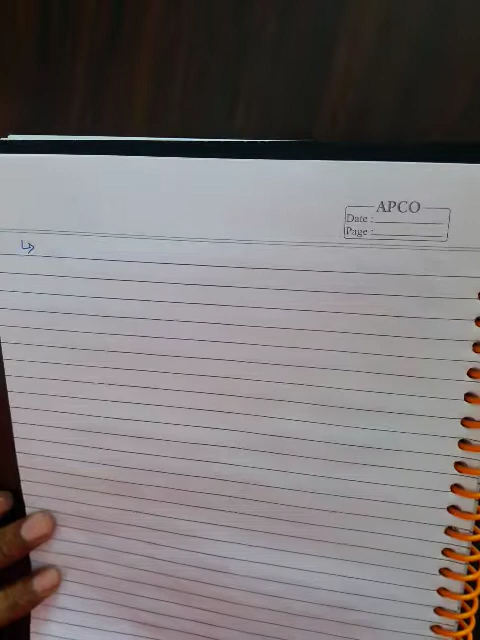 APCO
Date :
Page :
↳